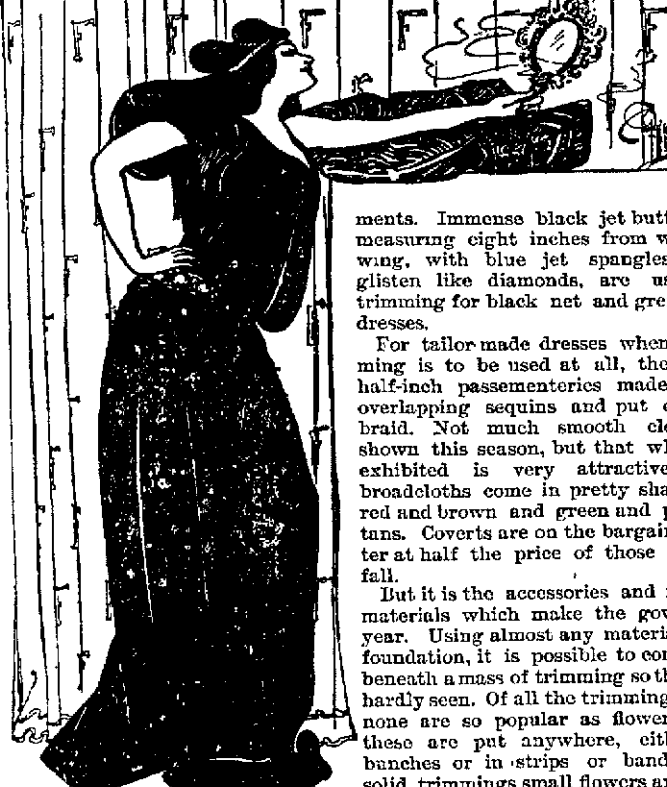 ments. Immense black jet butt
measuring eight inches from w
wing, with blue jet spangles
glisten like diamonds, are us
trimming for black net and gre
dresses.
For tailor-made dresses when
ming is to be used at all, the
half-inch passementeries made
overlapping sequins and put o
braid. Not much smooth clo
shown this season, but that wh
exhibited is very attractive
broadcloths come in pretty sha
red and brown and green and p
tans. Coverts are on the bargain
ter at half the price of those
fall.
But it is the accessories and
materials which make the gow
year. Using almost any materi
foundation, it is possible to con
beneath a mass of trimming so th
hardly seen. Of all the trimming
none are so popular as flower
these are put anywhere, eith
bunches or in strips or band
solid trimmings small flowers ar